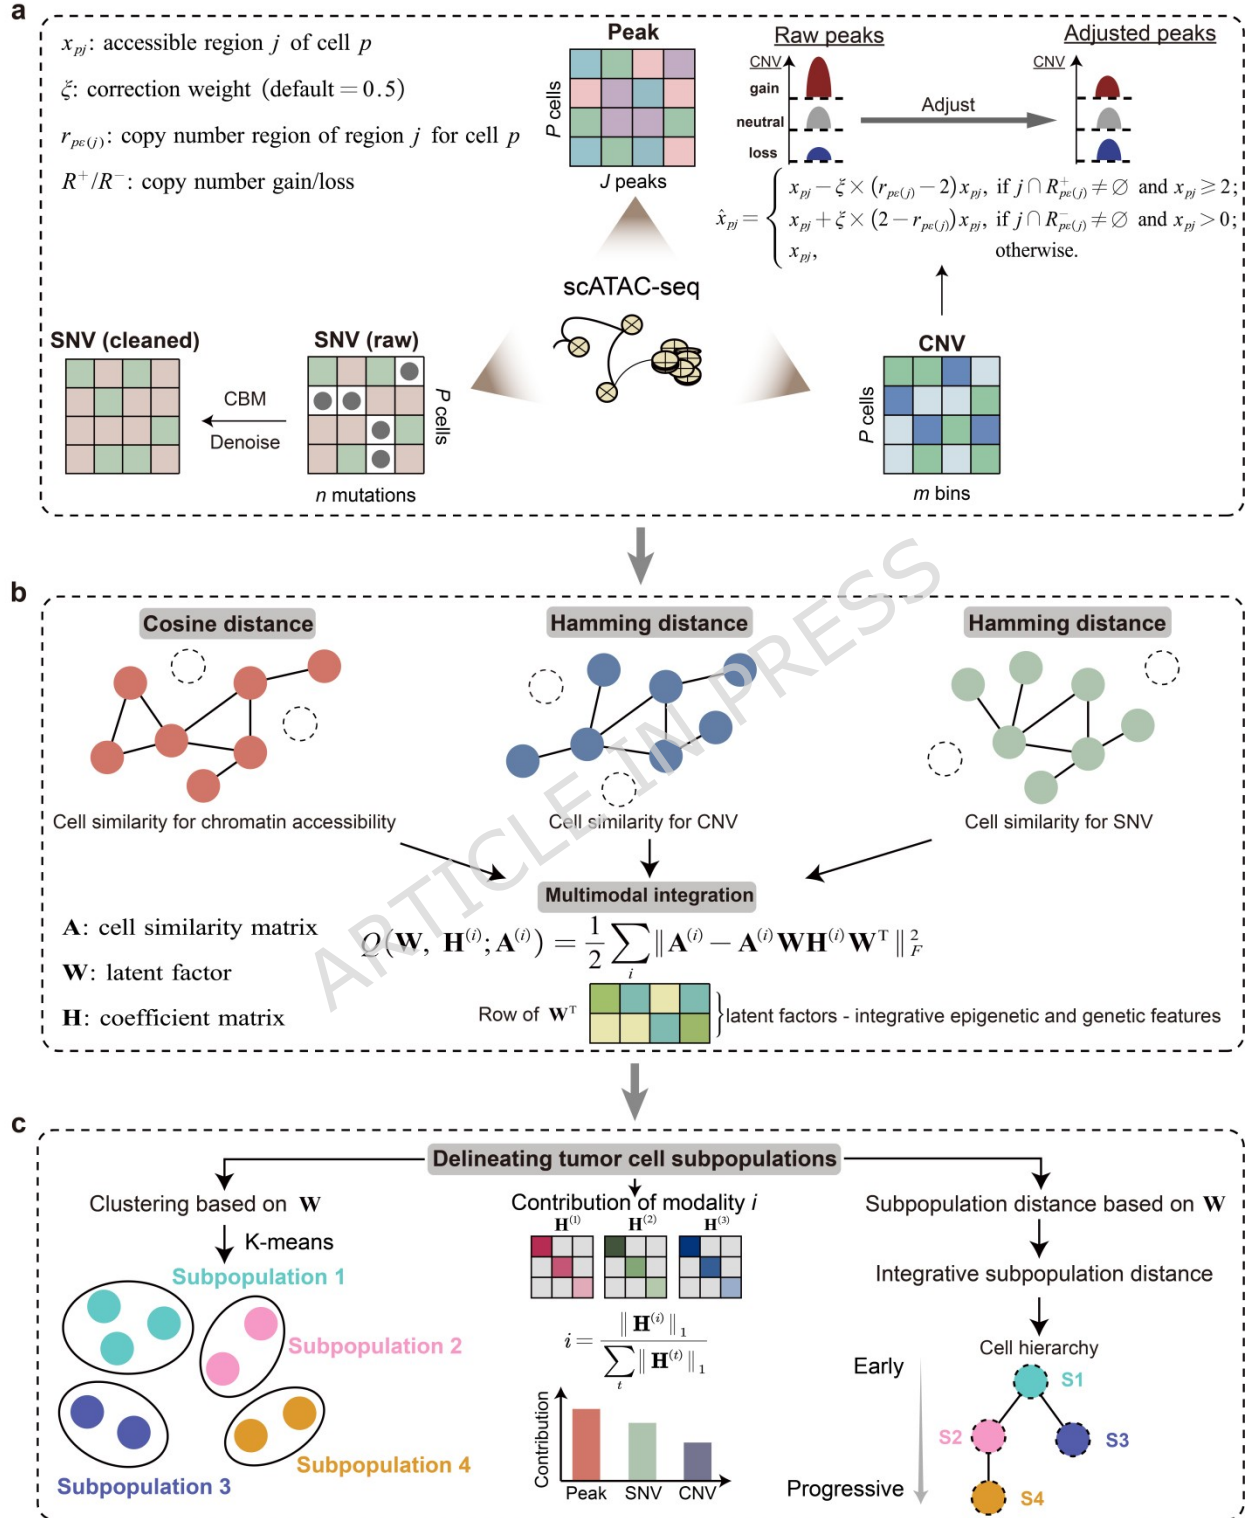 a
x_pj: accessible region j of cell p
ξ: correction weight (default = 0.5)
r_pε(j): copy number region of region j for cell p
R⁺/R⁻: copy number gain/loss
Peak
P cells
J peaks
Raw peaks
CNV
gain
neutral
loss
Adjust
Adjusted peaks
CNV
x̂_pj = { x_pj − ξ × (r_pε(j) − 2) x_pj, if j ∩ R⁺_pε(j) ≠ ∅ and x_pj ≥ 2;
x_pj + ξ × (2 − r_pε(j)) x_pj, if j ∩ R⁻_pε(j) ≠ ∅ and x_pj > 0;
x_pj, otherwise.
scATAC-seq
SNV (cleaned)
CBM
Denoise
SNV (raw)
P cells
n mutations
CNV
P cells
m bins
b
Cosine distance
Hamming distance
Hamming distance
Cell similarity for chromatin accessibility
Cell similarity for CNV
Cell similarity for SNV
Multimodal integration
A: cell similarity matrix
W: latent factor
H: coefficient matrix
Q(W, H⁽ⁱ⁾; A⁽ⁱ⁾) = 1/2 ∑_i ‖A⁽ⁱ⁾ − A⁽ⁱ⁾WH⁽ⁱ⁾Wᵀ‖²_F
Row of Wᵀ
latent factors - integrative epigenetic and genetic features
ARTICLE IN PRESS
c
Delineating tumor cell subpopulations
Clustering based on W
K-means
Subpopulation 1
Subpopulation 2
Subpopulation 3
Subpopulation 4
Contribution of modality i
H⁽¹⁾ H⁽²⁾ H⁽³⁾
i = ‖H⁽ⁱ⁾‖₁ / ∑_t ‖H⁽ᵗ⁾‖₁
Contribution
Peak SNV CNV
Subpopulation distance based on W
Integrative subpopulation distance
Cell hierarchy
Early
Progressive
S1
S2
S3
S4